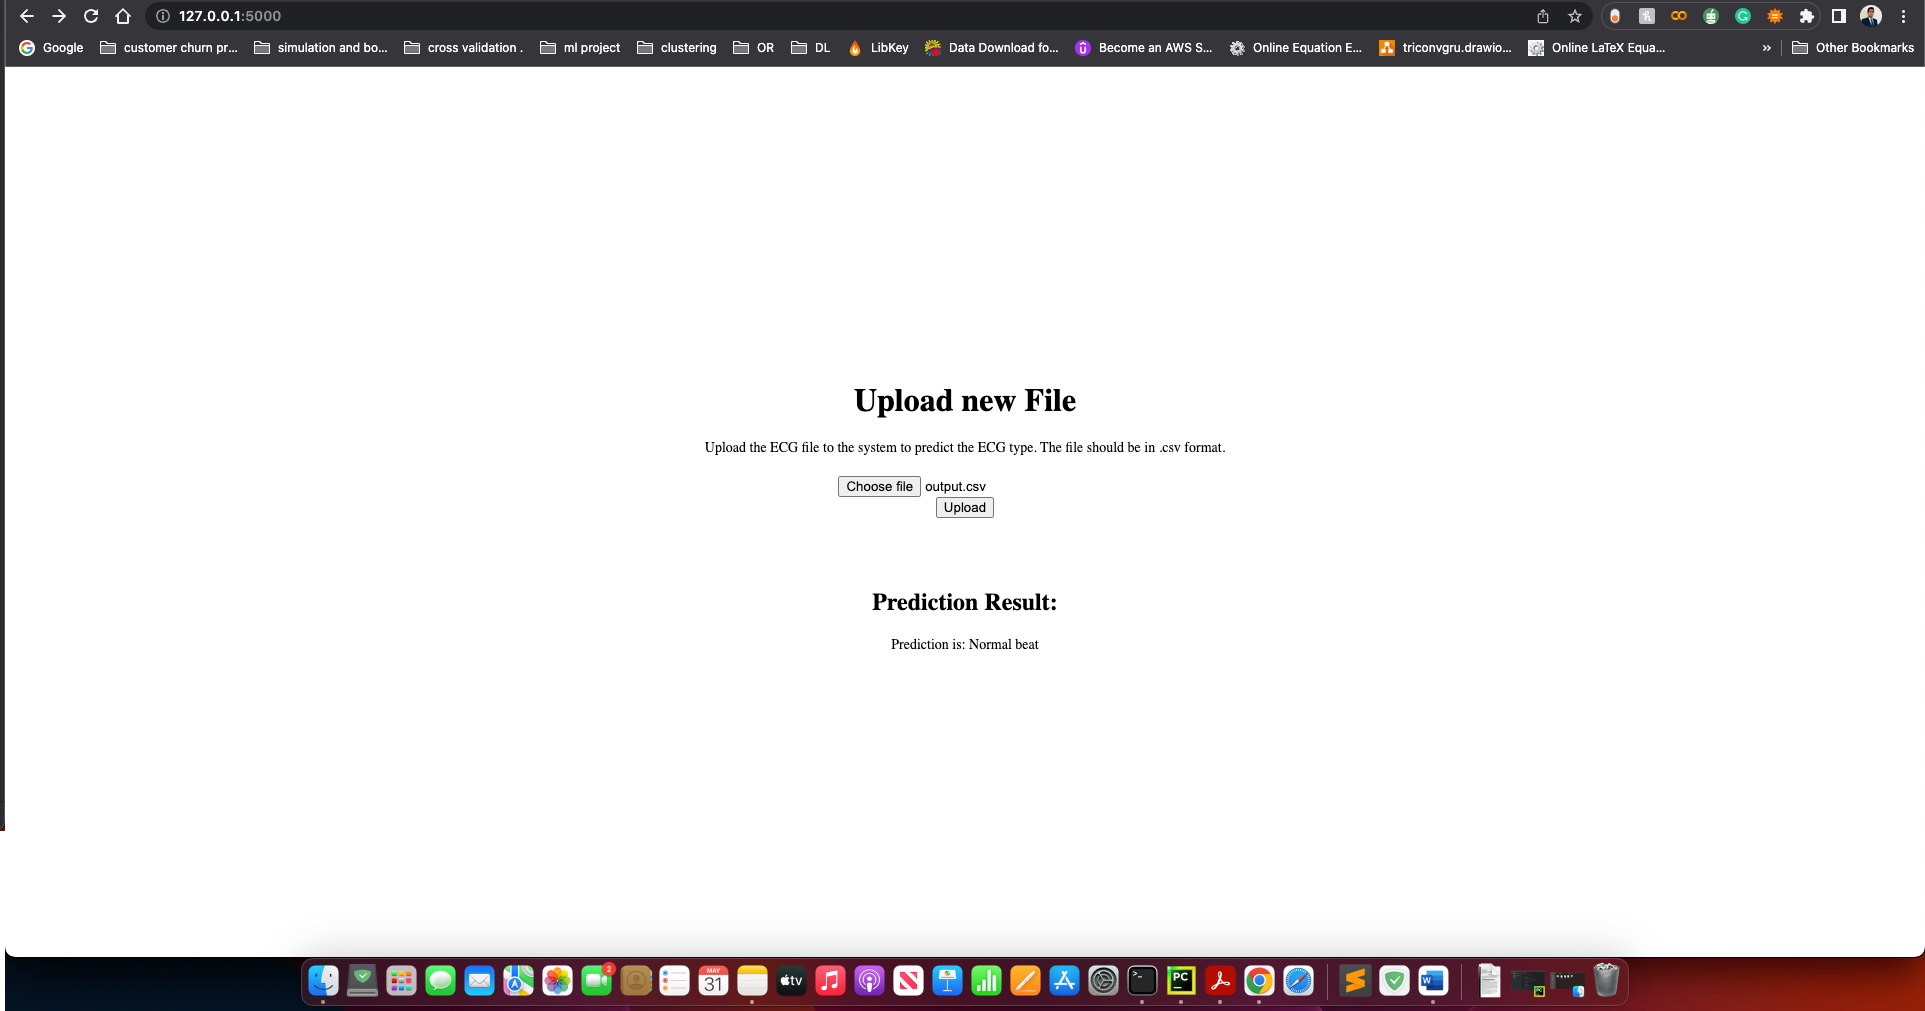 127.0.0.1:5000
Google customer churn pr... simulation and bo... cross validation . ml project clustering OR DL LibKey Data Download fo... Become an AWS S... Online Equation E... triconvgru.drawio... Online LaTeX Equa... » Other Bookmarks
Upload new File
Upload the ECG file to the system to predict the ECG type. The file should be in .csv format.
Choose file output.csv
Upload
Prediction Result:
Prediction is: Normal beat
2
MAY
31
tv
PC
W